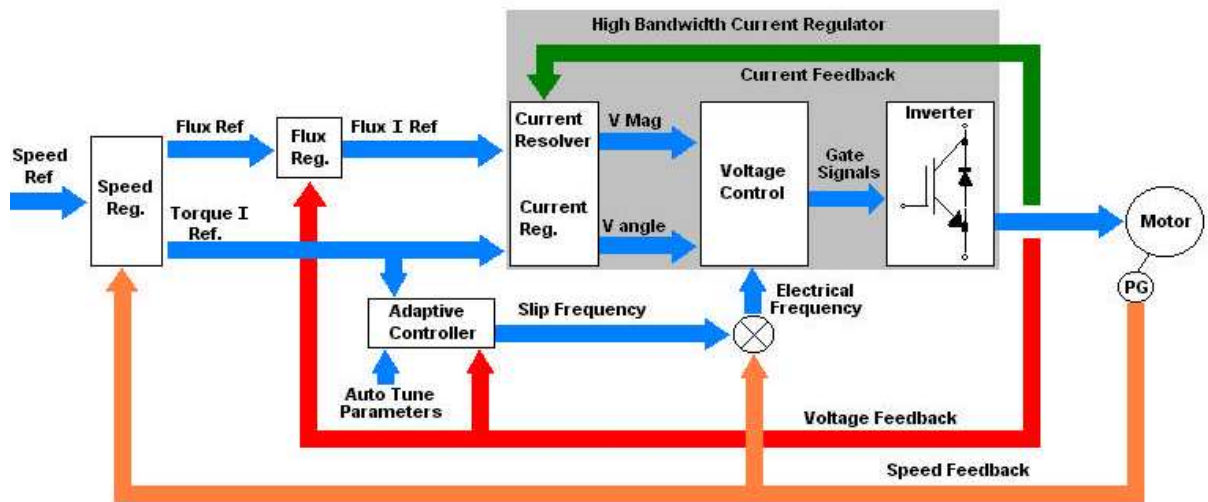 High Bandwidth Current Regulator
Current Feedback
Inverter
Flux Ref
Flux
Reg.
Flux I Ref
Current
Resolver
V Mag
Speed
Ref
Speed
Reg.
Voltage
Control
Gate
Signals
Torque I
Ref.
Current
Reg.
V angle
Motor
PG
Adaptive
Controller
Slip Frequency
Electrical
Frequency
Auto Tune
Parameters
Voltage Feedback
Speed Feedback